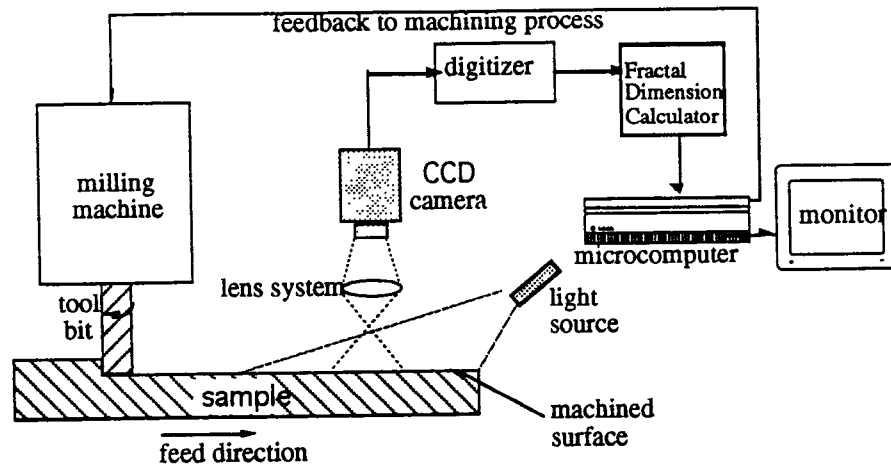 feedback to machining process
digitizer
Fractal
Dimension
Calculator
milling
machine
CCD
camera
monitor
microcomputer
lens system
light
source
tool
bit
sample
machined
surface
feed direction